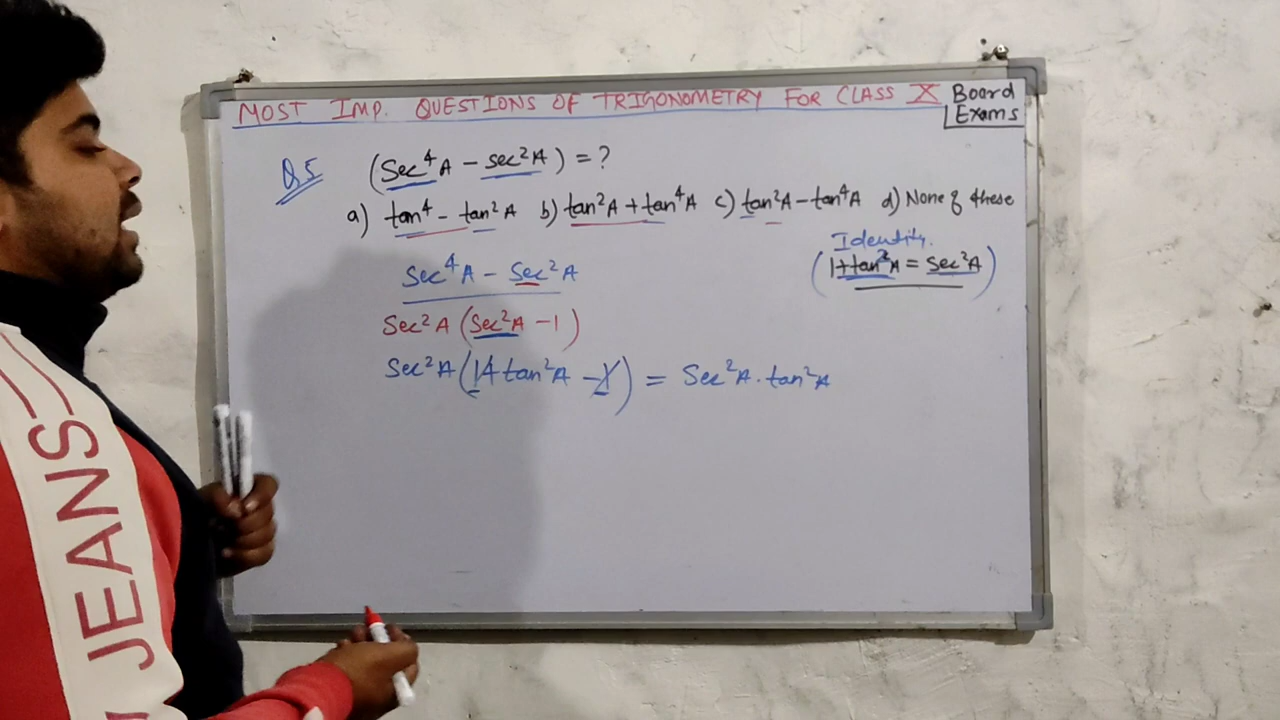 MOST IMP. QUESTIONS OF TRIGONOMETRY FOR CLASS X Board Exams
Q5 (Sec⁴A - sec²A) = ?
a) tan⁴ - tan²A b) tan²A + tan⁴A c) tan²A - tan⁴A d) None of these
Identity.
(1+tan²A = Sec²A)
Sec⁴A - Sec²A
Sec²A (Sec²A - 1)
Sec²A (1+tan²A - 1) = Sec²A . tan²A
JEANS